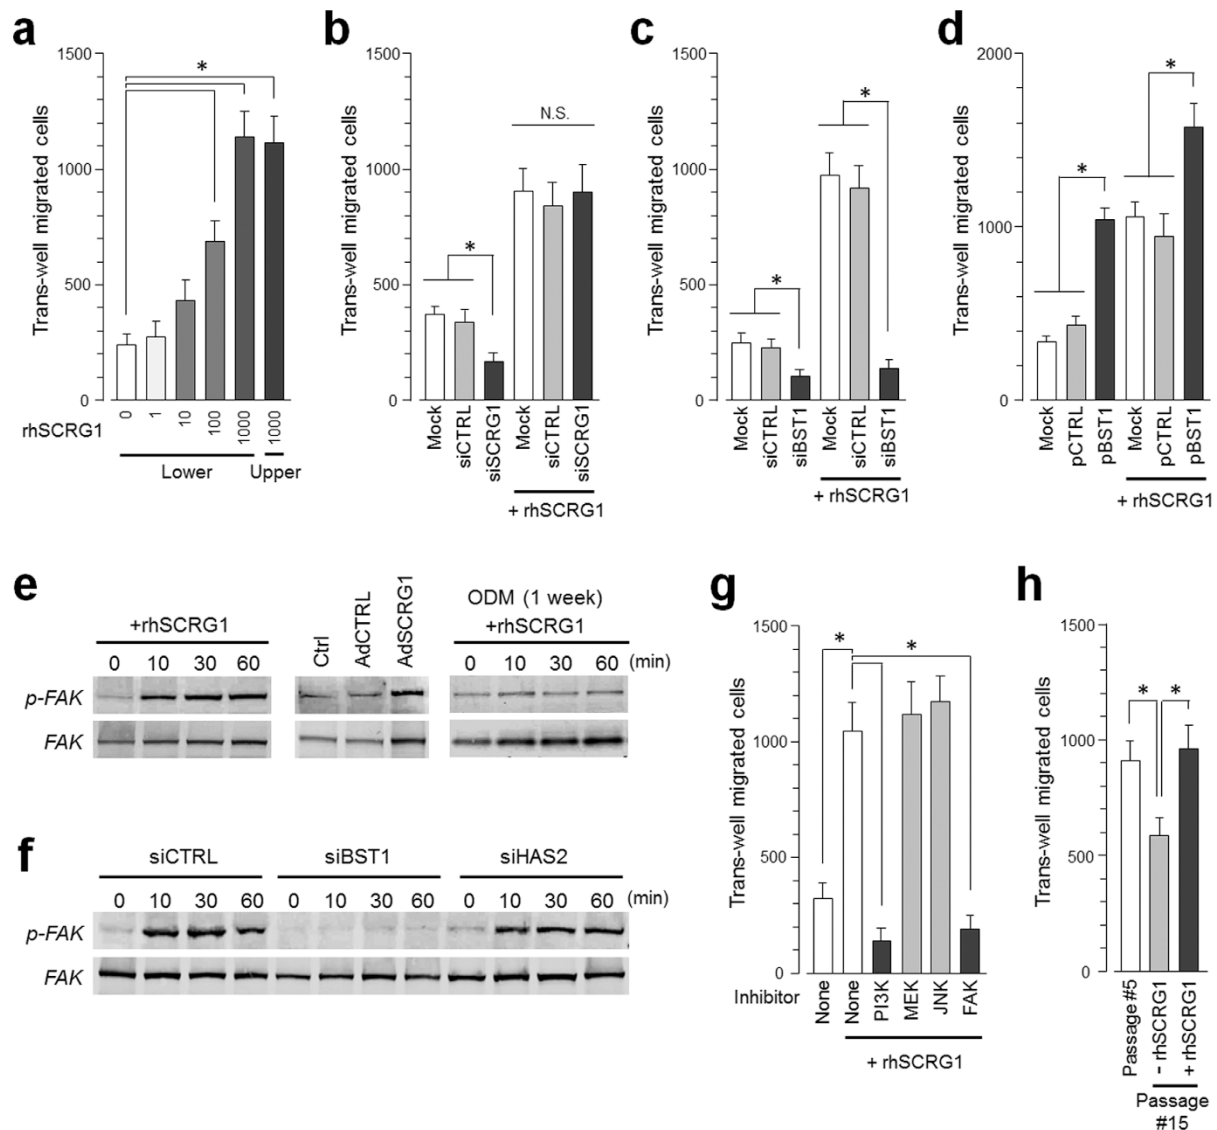 a
1500
1000
500
0
Trans-well migrated cells
*
rhSCRG1
0
1
10
100
1000
1000
Lower
Upper
b
1500
1000
500
0
Trans-well migrated cells
*
N.S.
Mock
siCTRL
siSCRG1
Mock
siCTRL
siSCRG1
+ rhSCRG1
c
1500
1000
500
0
Trans-well migrated cells
*
*
Mock
siCTRL
siBST1
Mock
siCTRL
siBST1
+ rhSCRG1
d
2000
1000
0
Trans-well migrated cells
*
*
Mock
pCTRL
pBST1
Mock
pCTRL
pBST1
+ rhSCRG1
e
+rhSCRG1
0 10 30 60
Ctrl
AdCTRL
AdSCRG1
ODM (1 week)
+rhSCRG1
0 10 30 60 (min)
p-FAK
FAK
f
siCTRL siBST1 siHAS2
0 10 30 60 0 10 30 60 0 10 30 60 (min)
p-FAK
FAK
g
1500
1000
500
0
Trans-well migrated cells
*
*
Inhibitor
None
None
PI3K
MEK
JNK
FAK
+ rhSCRG1
h
1500
1000
500
0
Trans-well migrated cells
* *
Passage #5
- rhSCRG1
+ rhSCRG1
Passage
#15